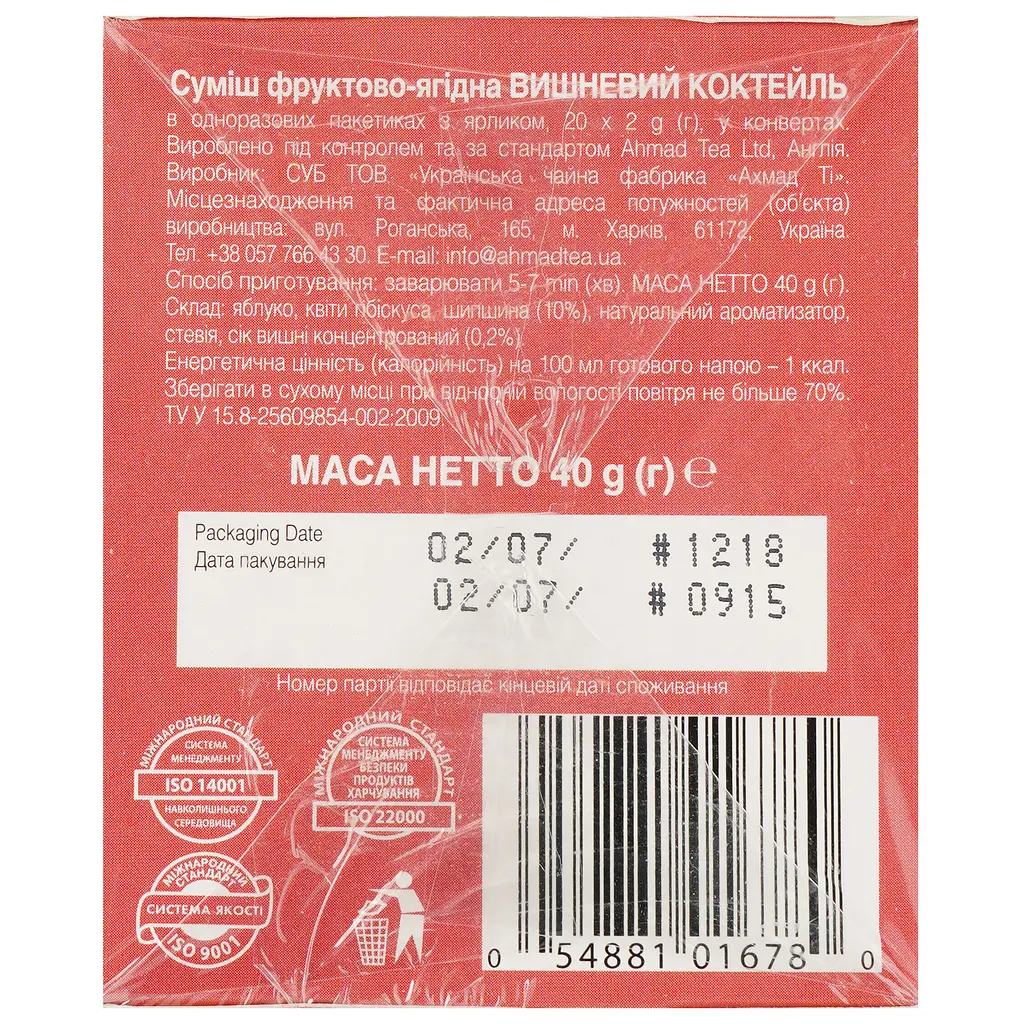 Суміш фруктово-ягідна ВИШНЕВИЙ КОКТЕЙЛЬ
в одноразових пакетиках з ярликом, 20 x 2 g (г), у конвертах.
Вироблено під контролем та за стандартом Ahmad Tea Ltd, Англія.
Виробник: СУБ ТОВ «Українська чайна фабрика «Ахмад Ті».
Місцезнаходження та фактична адреса потужностей (об'єкта)
виробництва: вул. Роганська, 165, м. Харків, 61172, Україна.
Тел. +38 057 766 43 30. E-mail: info@ahmadtea.ua.
Спосіб приготування: заварювати 5-7 min (хв). МАСА НЕТТО 40 g (г).
Склад: яблуко, квіти гібіскуса, шипшина (10%), натуральний ароматизатор,
стевія, сік вишні концентрований (0,2%).
Енергетична цінність (калорійність) на 100 мл готового напою – 1 ккал.
Зберігати в сухому місці при відносній вологості повітря не більше 70%.
ТУ У 15.8-25609854-002:2009.
МАСА НЕТТО 40 g (г) ℮
Packaging Date
Дата пакування
02/07/ #1218
02/07/ #0915
Номер партії відповідає кінцевій даті споживання
МІЖНАРОДНИЙ СТАНДАРТ
СИСТЕМА
МЕНЕДЖМЕНТУ
ISO 14001
НАВКОЛИШНЬОГО
СЕРЕДОВИЩА
МІЖНАРОДНИЙ СТАНДАРТ
СИСТЕМА
МЕНЕДЖМЕНТУ
БЕЗПЕКИ
ПРОДУКТІВ
ХАРЧУВАННЯ
ISO 22000
МІЖНАРОДНИЙ
СТАНДАРТ
СИСТЕМА ЯКОСТІ
ISO 9001
0 54881 01678 0